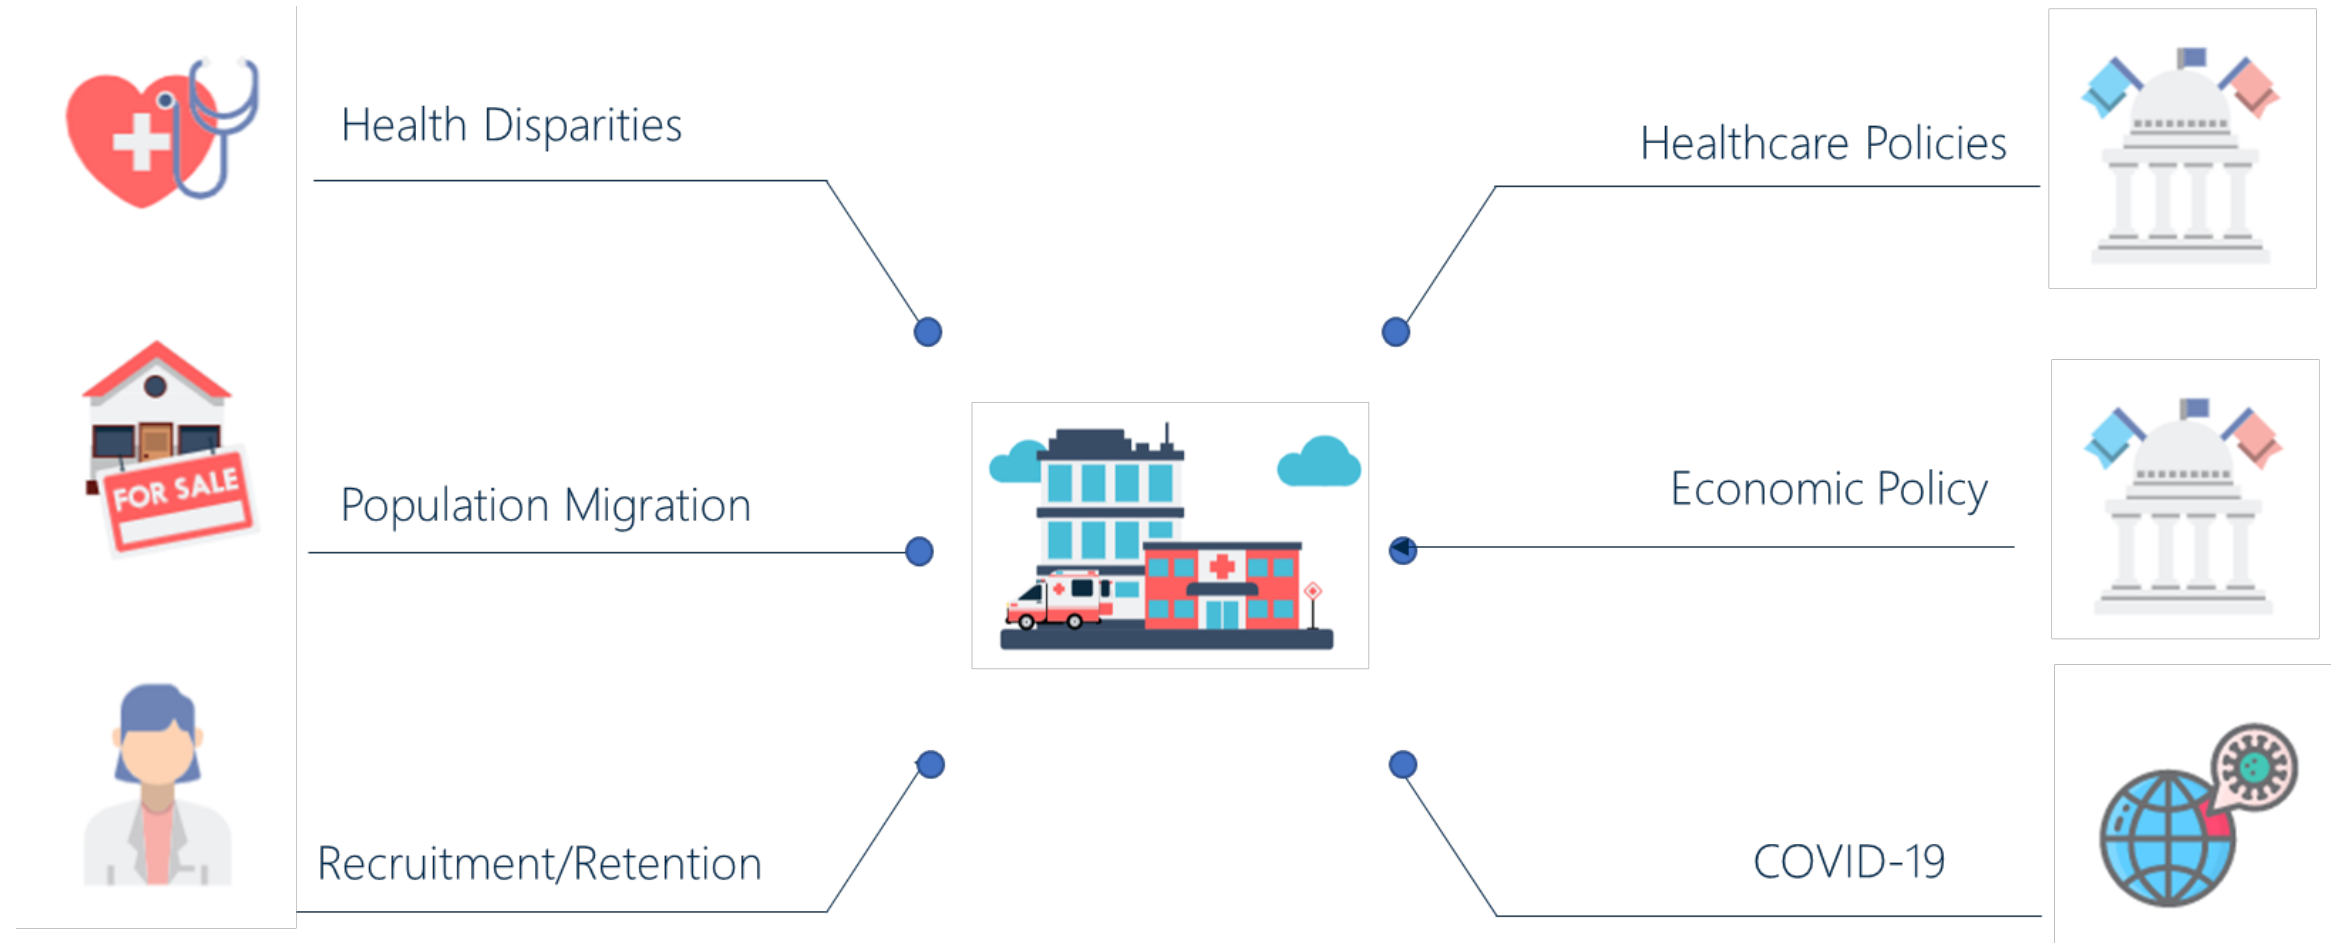 Health Disparities
Healthcare Policies
FOR SALE
Population Migration
Economic Policy
Recruitment/Retention
COVID-19